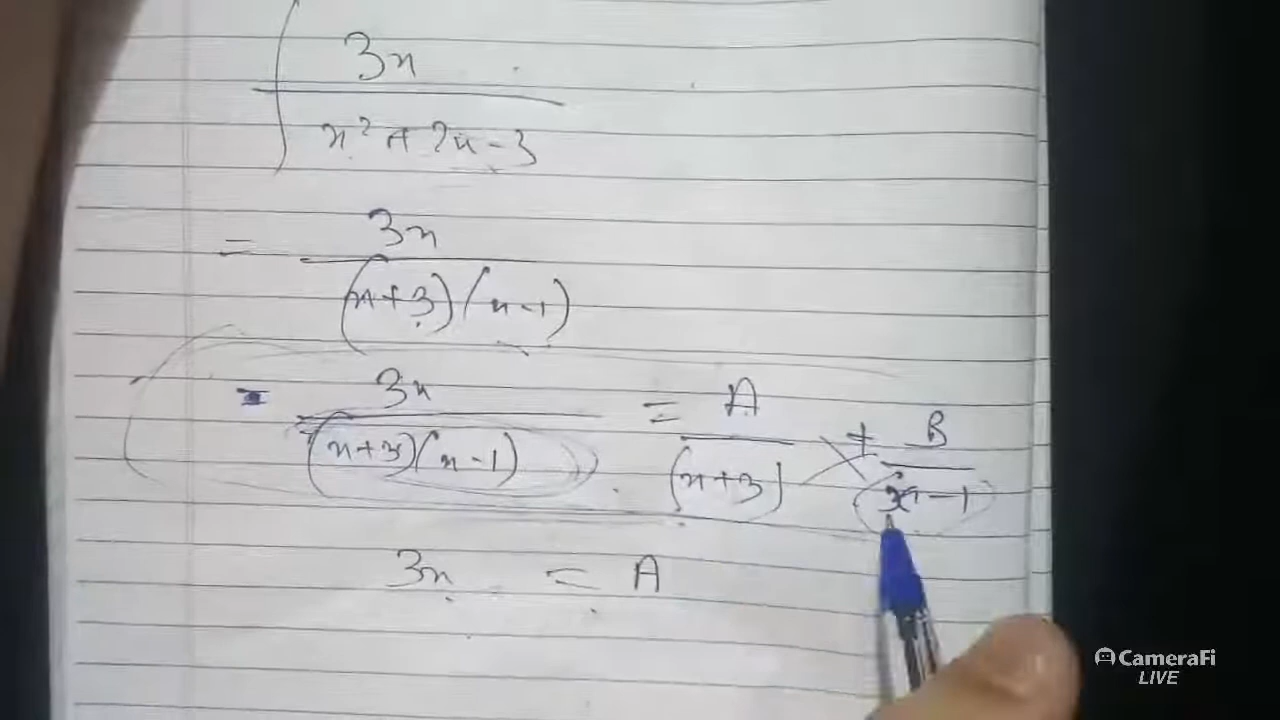 3x
x² + 2x - 3
= 3x
(x+3)(x-1)
= 3x = A + B
(x+3)(x-1) (x+3) x-1
3x = A
CameraFi
LIVE